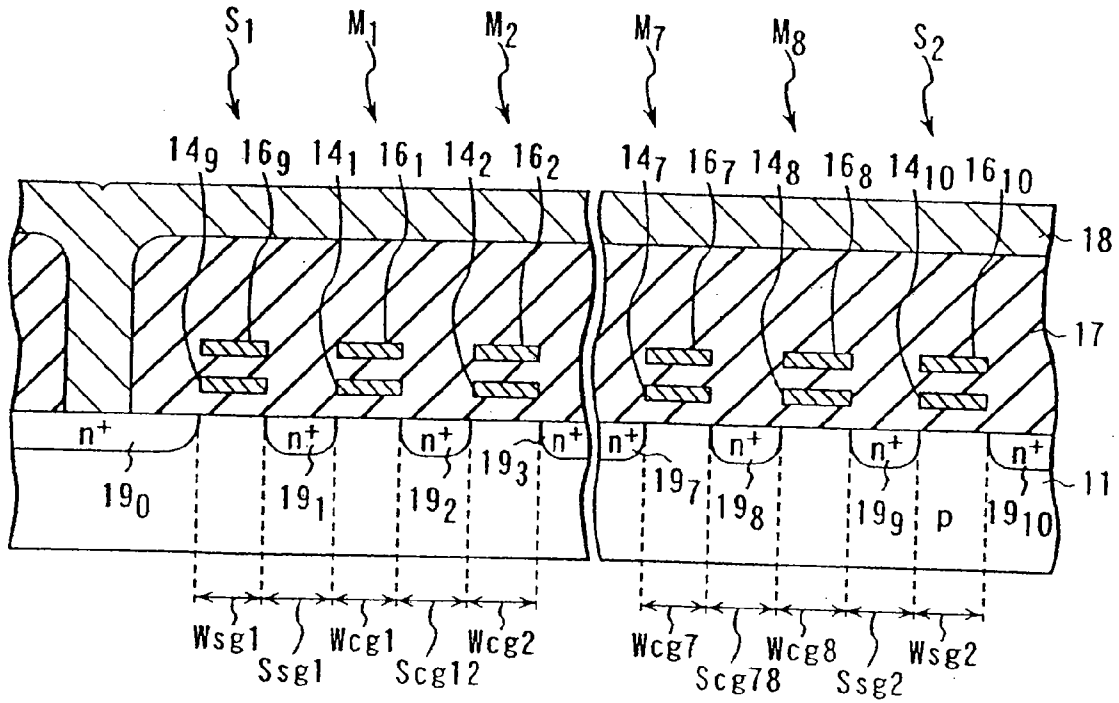 S1 M1 M2 M7 M8 S2
149 169 141 161 142 162 147 167 148 168 1410 1610
18
17
n+ n+ n+ n+ n+ n+ n+ n+
190 191 192 193 197 198 199 p 1910 11
Wsg1 Wcg1 Wcg2 Wcg7 Wcg8 Wsg2
Ssg1 Scg12 Scg78 Ssg2